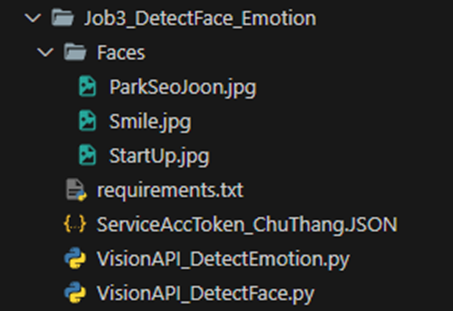 Job3_DetectFace_Emotion
Faces
ParkSeoJoon.jpg
Smile.jpg
StartUp.jpg
requirements.txt
ServiceAccToken_ChuThang.JSON
VisionAPI_DetectEmotion.py
VisionAPI_DetectFace.py